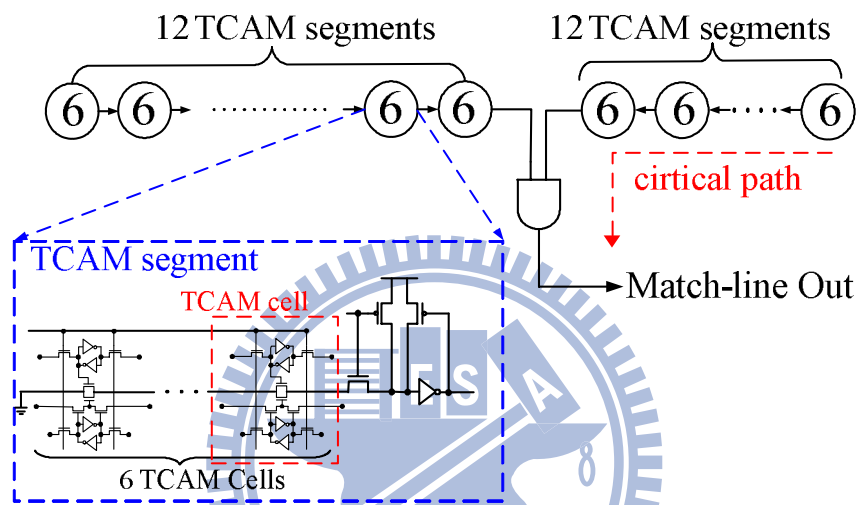 12 TCAM segments
12 TCAM segments
6 6 6 6 6 6 6
cirtical path
TCAM segment
Match-line Out
TCAM cell
E S A
8
6 TCAM Cells